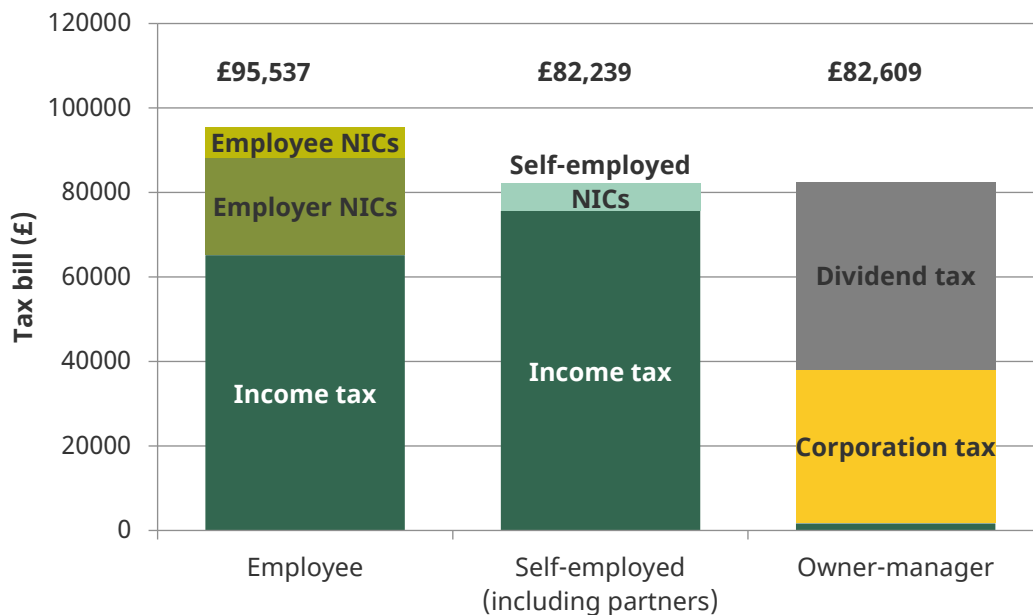 120000
£95,537
£82,239
£82,609
100000
Employee NICs
Self-employed
NICs
80000
Employer NICs
Tax bill (£)
60000
Dividend tax
40000
Income tax
Income tax
20000
Corporation tax
0
Employee
Self-employed
(including partners)
Owner-manager